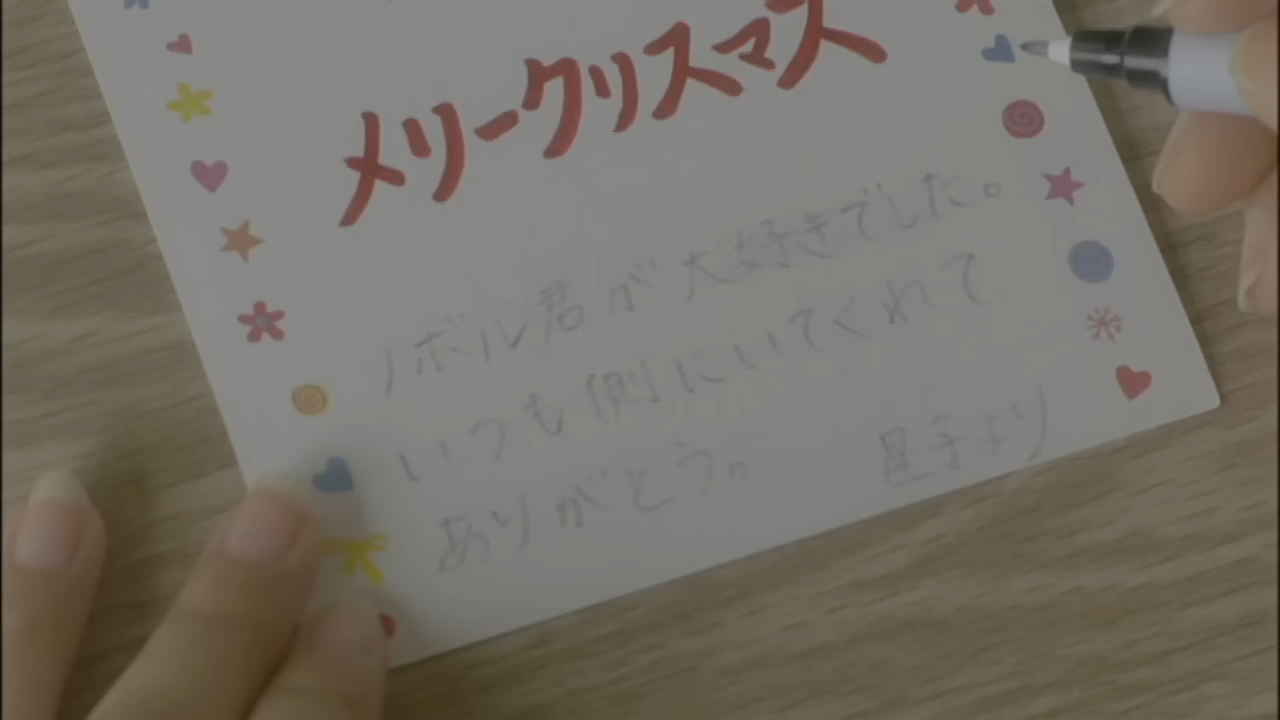 メリークリスマス
ノボル君が大好きでした。
いつも側にいてくれて
ありがとう。
星子より